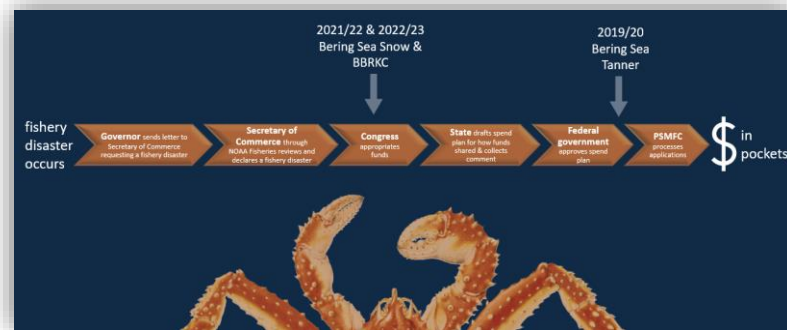 2021/22 & 2022/23
Bering Sea Snow &
BBRKC
2019/20
Bering Sea
Tanner
fishery
disaster
occurs
Governor sends letter to
Secretary of Commerce
requesting a fishery disaster
Secretary of
Commerce through
NOAA Fisheries reviews and
declares a fishery disaster
Congress
appropriates
funds
State drafts spend
plan for how funds
shared & collects
comment
Federal
government
approves spend
plan
PSMFC
processes
applications
$ in
pockets